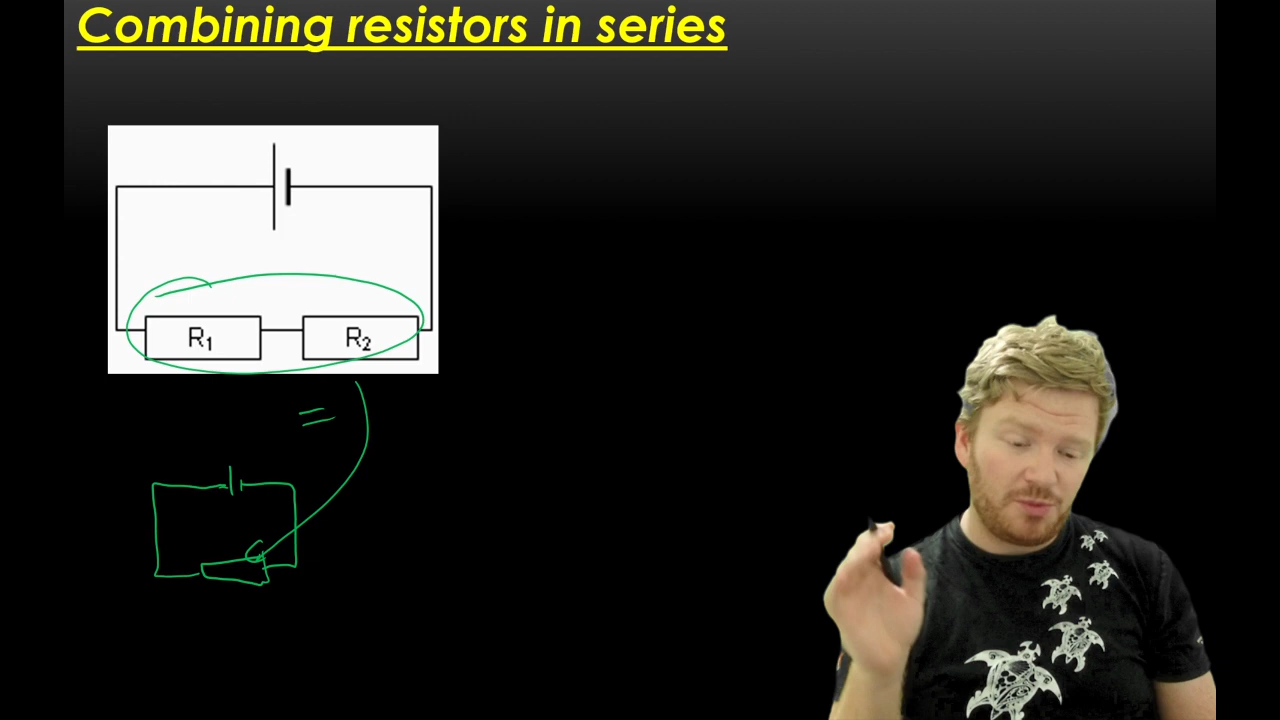 Combining resistors in series
R₁ R₂
=